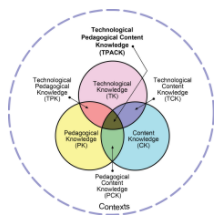 Technological
Pedagogical Content
Knowledge
(TPACK)
Technological
Pedagogical
Knowledge
(TPK)
Technological
Knowledge
(TK)
Technological
Content
Knowledge
(TCK)
Pedagogical
Knowledge
(PK)
Content
Knowledge
(CK)
Pedagogical
Content
Knowledge
(PCK)
Contexts